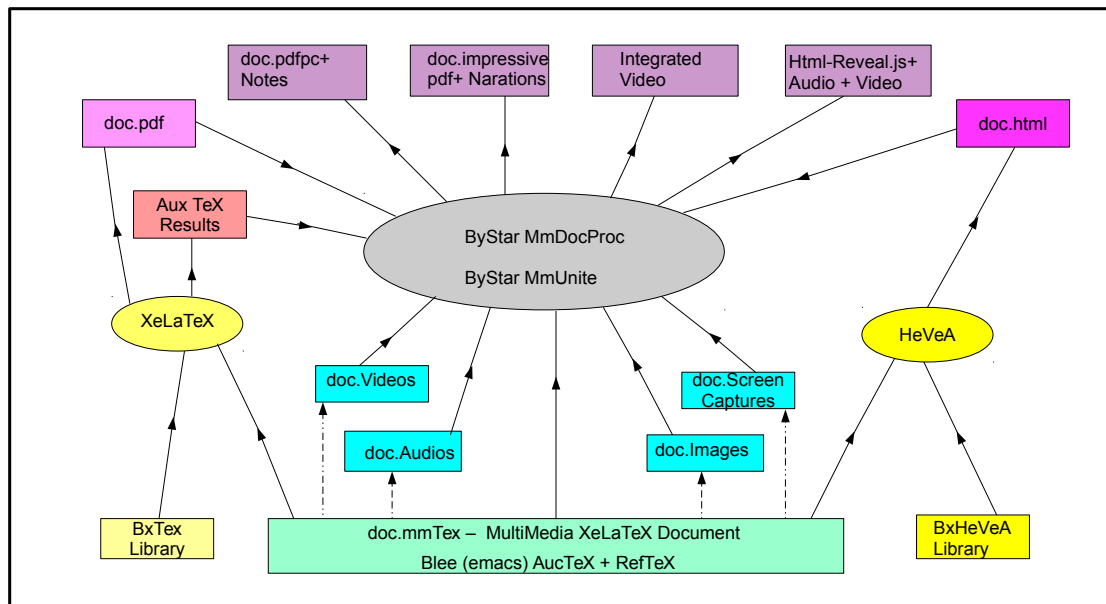 doc.pdfpc+
Notes
doc.impressive
pdf+ Narations
Integrated
Video
Html-Reveal.js+
Audio + Video
doc.pdf
doc.html
Aux TeX
Results
ByStar MmDocProc
ByStar MmUnite
XeLaTeX
HeVeA
doc.Videos
doc.Screen
Captures
doc.Audios
doc.Images
BxTex
Library
doc.mmTex – MultiMedia XeLaTeX Document
Blee (emacs) AucTeX + RefTeX
BxHeVeA
Library